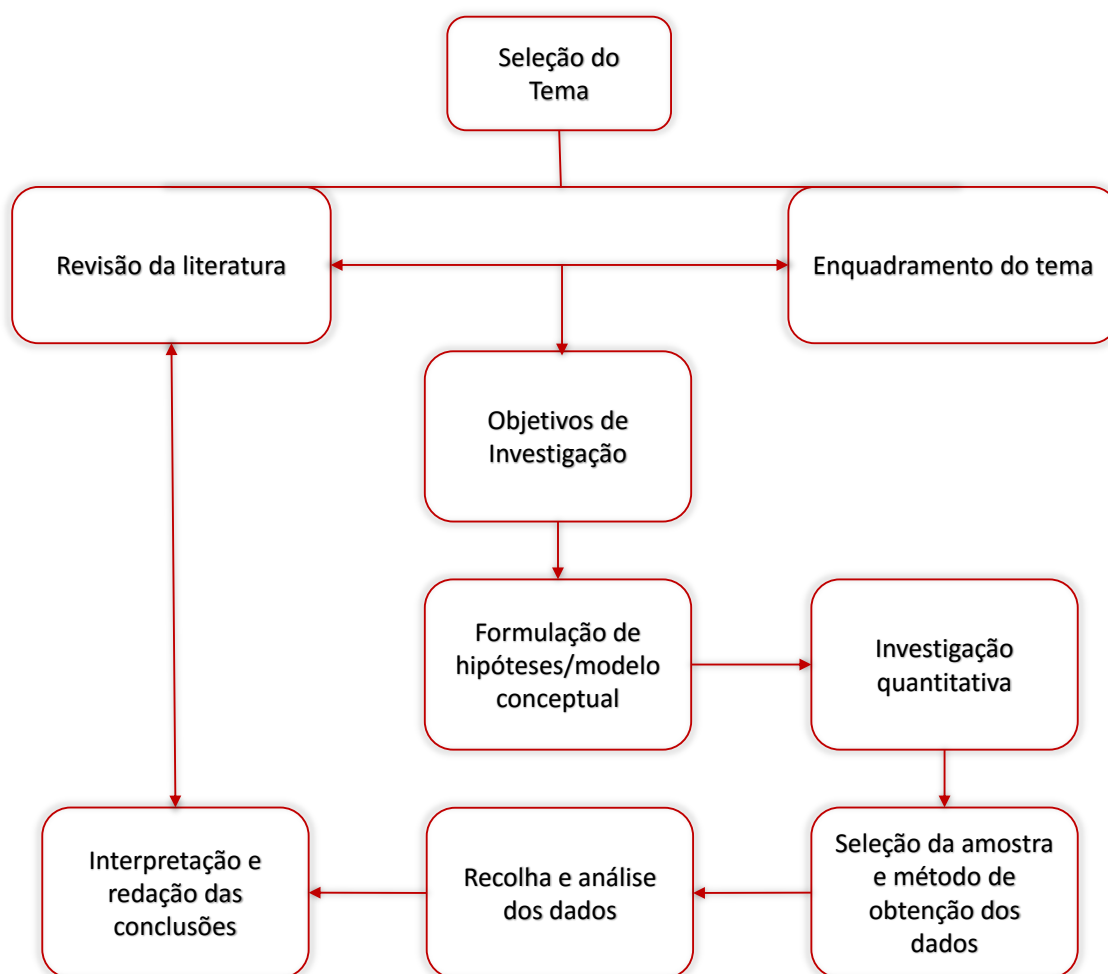 Seleção do
Tema
Revisão da literatura
Enquadramento do tema
Objetivos de
Investigação
Formulação de
hipóteses/modelo
conceptual
Investigação
quantitativa
Interpretação e
redação das
conclusões
Recolha e análise
dos dados
Seleção da amostra
e método de
obtenção dos
dados